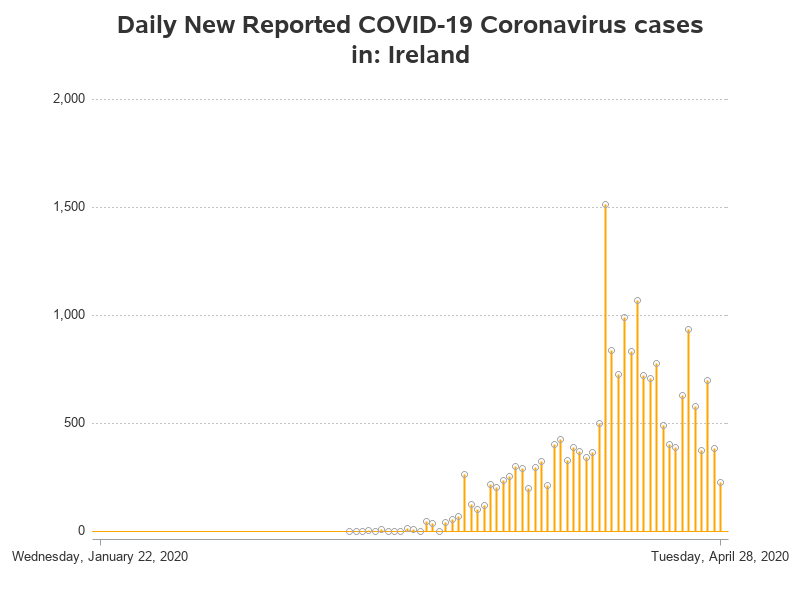 Daily New Reported COVID-19 Coronavirus cases
in: Ireland
2,000
1,500
1,000
500
0
Wednesday, January 22, 2020
Tuesday, April 28, 2020